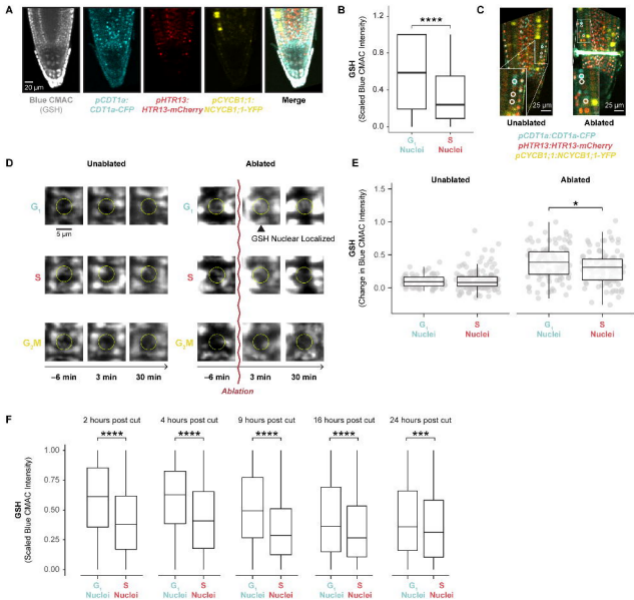 A
Blue CMAC
(GSH)
20 μm
pCDT1a:
CDT1a-CFP
pHTR13:
HTR13-mCherry
pCYCB1;1:
NCYCB1;1-YFP
Merge
B
GSH
(Scaled Blue CMAC Intensity)
1.2
0.8
0.4
0.0
****
G1
Nuclei
S
Nuclei
C
25 μm
25 μm
Unablated
Ablated
pCDT1a:CDT1a-CFP
pHTR13:HTR13-mCherry
pCYCB1;1:NCYCB1;1-YFP
D
Unablated
Ablated
G1
5 μm
GSH Nuclear Localized
S
G2M
–6 min
3 min
30 min
–6 min
3 min
30 min
Ablation
E
Unablated
Ablated
GSH
(Change in Blue CMAC Intensity)
1.5
1.0
0.5
0.0
*
G1
Nuclei
S
Nuclei
G1
Nuclei
S
Nuclei
F
2 hours post cut
4 hours post cut
9 hours post cut
16 hours post cut
24 hours post cut
****
****
****
****
***
GSH
(Scaled Blue CMAC Intensity)
1.00
0.75
0.50
0.25
0.00
G1
Nuclei
S
Nuclei
G1
Nuclei
S
Nuclei
G1
Nuclei
S
Nuclei
G1
Nuclei
S
Nuclei
G1
Nuclei
S
Nuclei